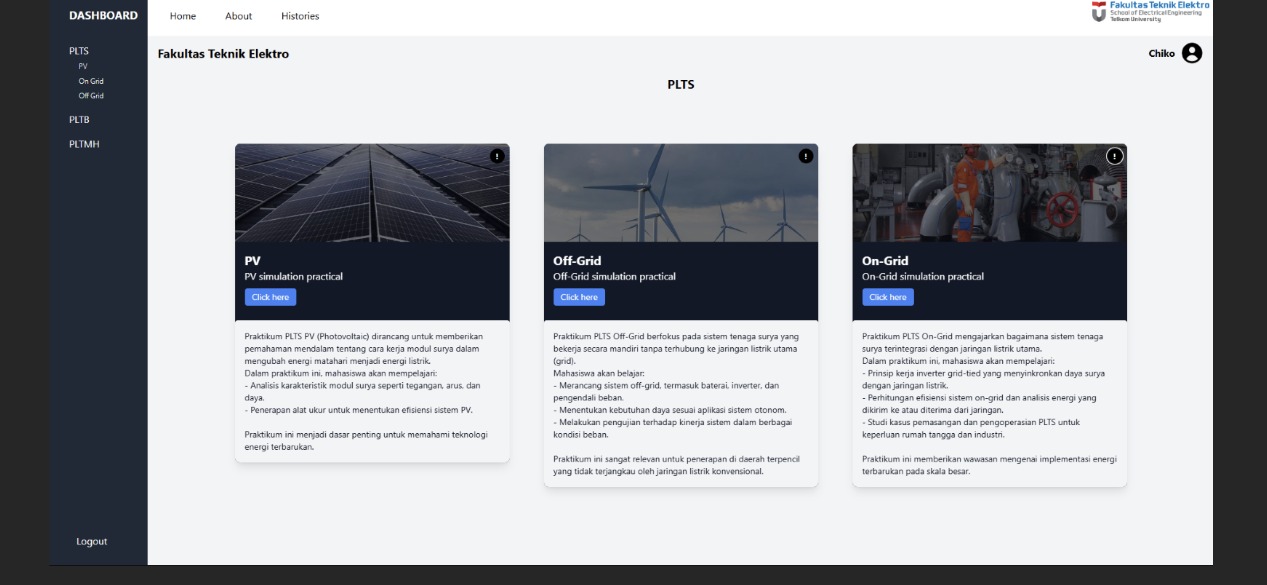 DASHBOARD
Home
About
Histories
Fakultas Teknik Elektro
School of Electrical Engineering
Telkom University
PLTS
PV
On Grid
Off Grid
PLTB
PLTMH
Logout
Fakultas Teknik Elektro
Chiko
PLTS
!
PV
PV simulation practical
Click here
Praktikum PLTS PV (Photovoltaic) dirancang untuk memberikan
pemahaman mendalam tentang cara kerja modul surya dalam
mengubah energi matahari menjadi energi listrik.
Dalam praktikum ini, mahasiswa akan mempelajari:
- Analisis karakteristik modul surya seperti tegangan, arus, dan
daya.
- Penerapan alat ukur untuk menentukan efisiensi sistem PV.
Praktikum ini menjadi dasar penting untuk memahami teknologi
energi terbarukan.
!
Off-Grid
Off-Grid simulation practical
Click here
Praktikum PLTS Off-Grid berfokus pada sistem tenaga surya yang
bekerja secara mandiri tanpa terhubung ke jaringan listrik utama
(grid).
Mahasiswa akan belajar:
- Merancang sistem off-grid, termasuk baterai, inverter, dan
pengendali beban.
- Menentukan kebutuhan daya sesuai aplikasi sistem otonom.
- Melakukan pengujian terhadap kinerja sistem dalam berbagai
kondisi beban.
Praktikum ini sangat relevan untuk penerapan di daerah terpencil
yang tidak terjangkau oleh jaringan listrik konvensional.
!
On-Grid
On-Grid simulation practical
Click here
Praktikum PLTS On-Grid mengajarkan bagaimana sistem tenaga
surya terintegrasi dengan jaringan listrik utama.
Dalam praktikum ini, mahasiswa akan mempelajari:
- Prinsip kerja inverter grid-tied yang menyinkronkan daya surya
dengan jaringan listrik.
- Perhitungan efisiensi sistem on-grid dan analisis energi yang
dikirim ke atau diterima dari jaringan.
- Studi kasus pemasangan dan pengoperasian PLTS untuk
keperluan rumah tangga dan industri.
Praktikum ini memberikan wawasan mengenai implementasi energi
terbarukan pada skala besar.